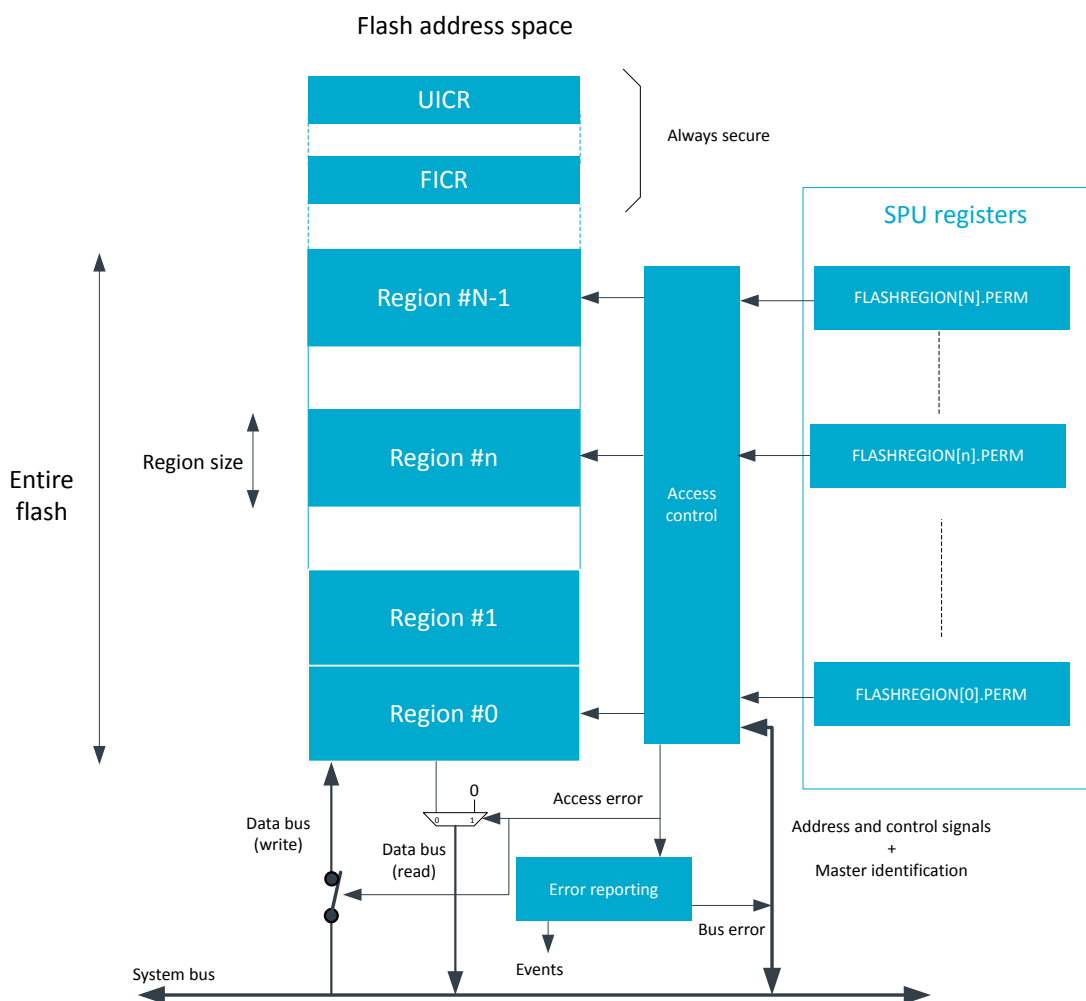 Flash address space
UICR
Always secure
FICR
SPU registers
Region #N-1
FLASHREGION[N].PERM
Region #n
FLASHREGION[n].PERM
Region size
Entire
flash
Access
control
Region #1
Region #0
FLASHREGION[0].PERM
0
0
1
Access error
Data bus
(write)
Data bus
(read)
Address and control signals
+
Master identification
Error reporting
Bus error
Events
System bus